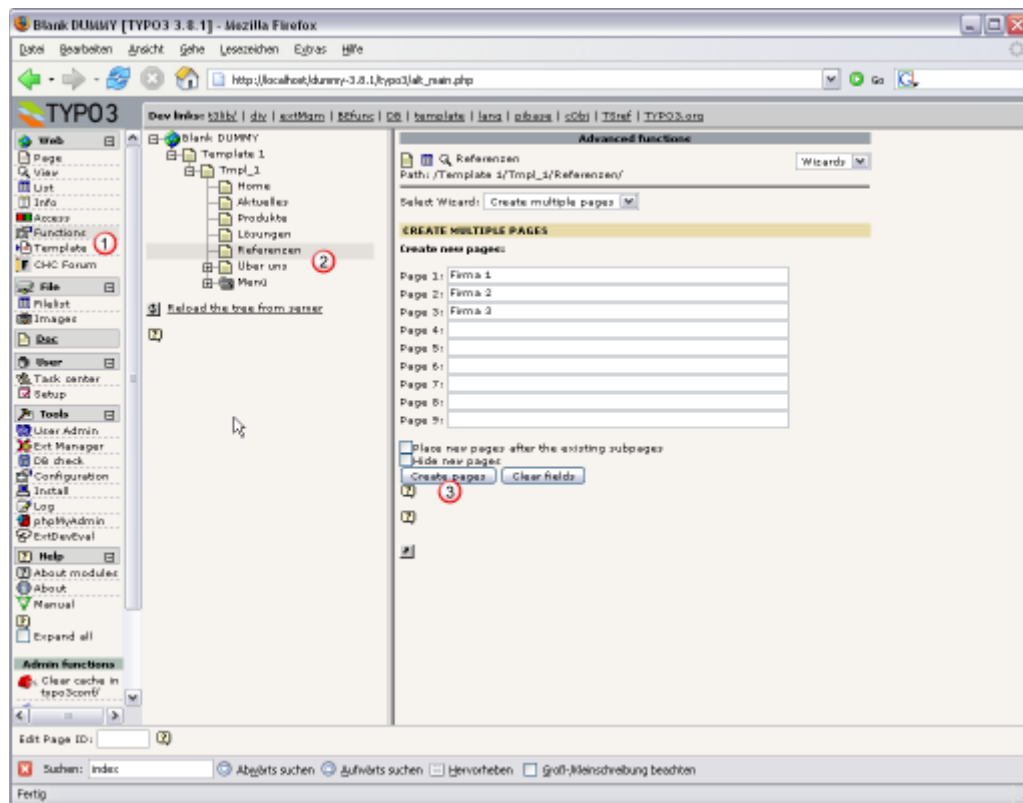 Blank DUMMY [TYPO3 3.8.1] - Mozilla Firefox
Datei Bearbeiten Ansicht Gehe Lesezeichen Extras Hilfe
http://localhost/dummy-3.8.1/typo3/alt_main.php
Go
TYPO3
Dev links: t3lib/ | div | extMgm | BEfunc | DB | template | lang | pibase | cObj | TSref | TYPO3.org
Web
Page
View
List
Info
Access
Functions
1
Template
CHC Forum
File
Filelist
Images
Doc
User
Task center
Setup
Tools
User Admin
Ext Manager
DB check
Configuration
Install
Log
phpMyAdmin
ExtDevEval
Help
About modules
About
Manual
Expand all
Admin functions
Clear cache in
typo3conf/
Blank DUMMY
Template 1
Tmpl_1
Home
Aktuelles
Produkte
Lösungen
Referenzen
2
Über uns
Menü
Reload the tree from server
Advanced functions
Referenzen
Wizards
Path: /Template 1/Tmpl_1/Referenzen/
Select Wizard: Create multiple pages
CREATE MULTIPLE PAGES
Create new pages:
Page 1: Firma 1
Page 2: Firma 2
Page 3: Firma 3
Page 4:
Page 5:
Page 6:
Page 7:
Page 8:
Page 9:
Place new pages after the existing subpages
Hide new pages
Create pages Clear fields
3
Edit Page ID:
Suchen: index Abwärts suchen Aufwärts suchen Hervorheben Groß-/Kleinschreibung beachten
Fertig